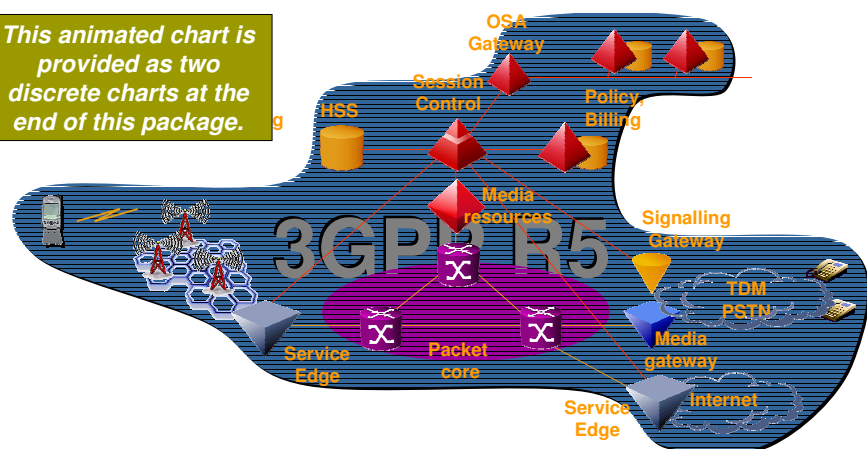 This animated chart is
provided as two
discrete charts at the
end of this package.
g
OSA
Gateway
Session
Control
HSS
Policy,
Billing
Media
resources
3GPP R5
Signalling
Gateway
TDM
PSTN
Media
gateway
Packet
core
Service
Edge
Internet
Service
Edge